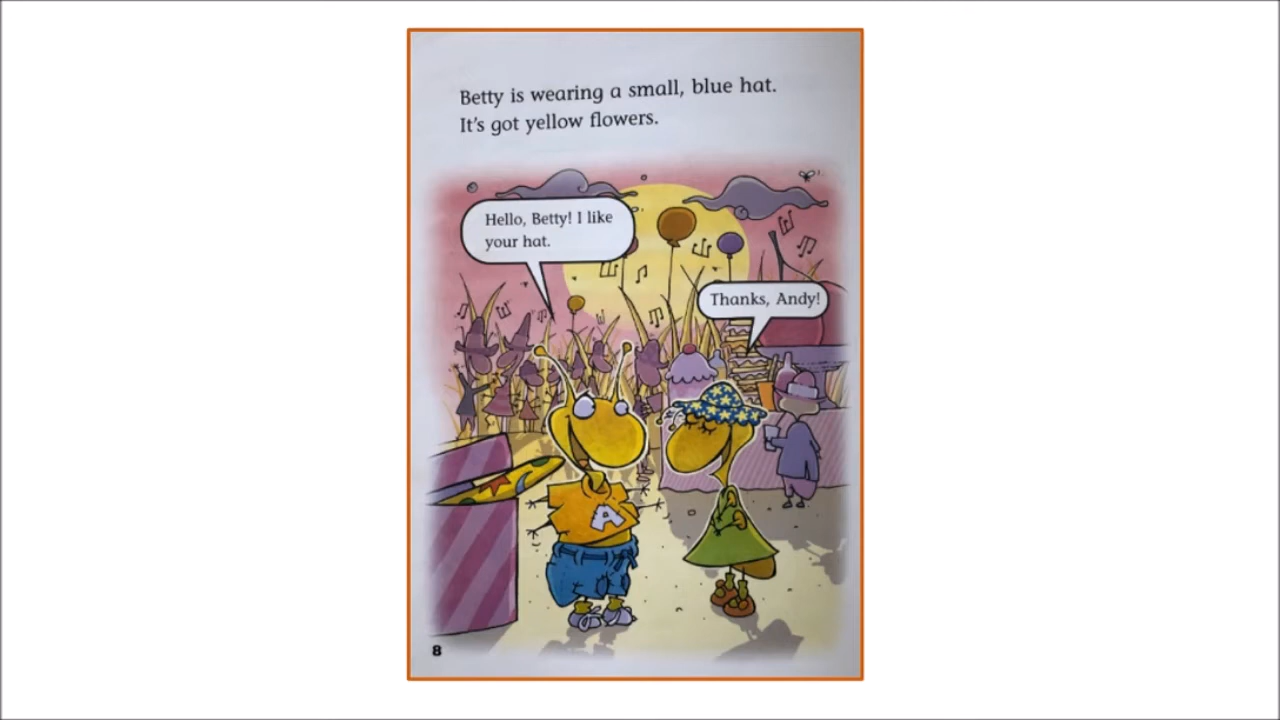 Betty is wearing a small, blue hat.
It's got yellow flowers.
Hello, Betty! I like
your hat.
Thanks, Andy!
A
8